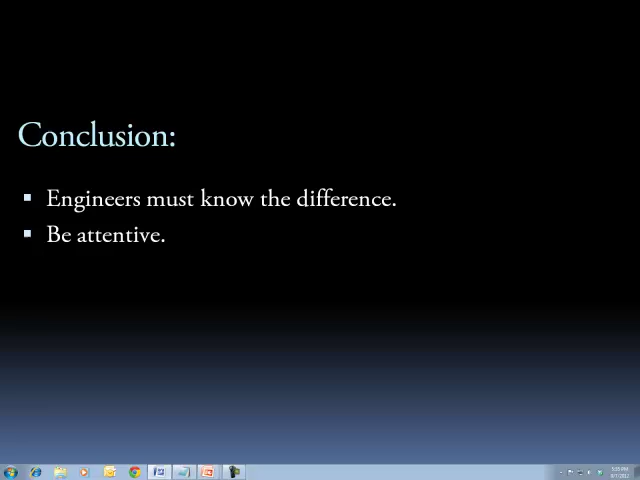 Conclusion:
Engineers must know the difference.
Be attentive.